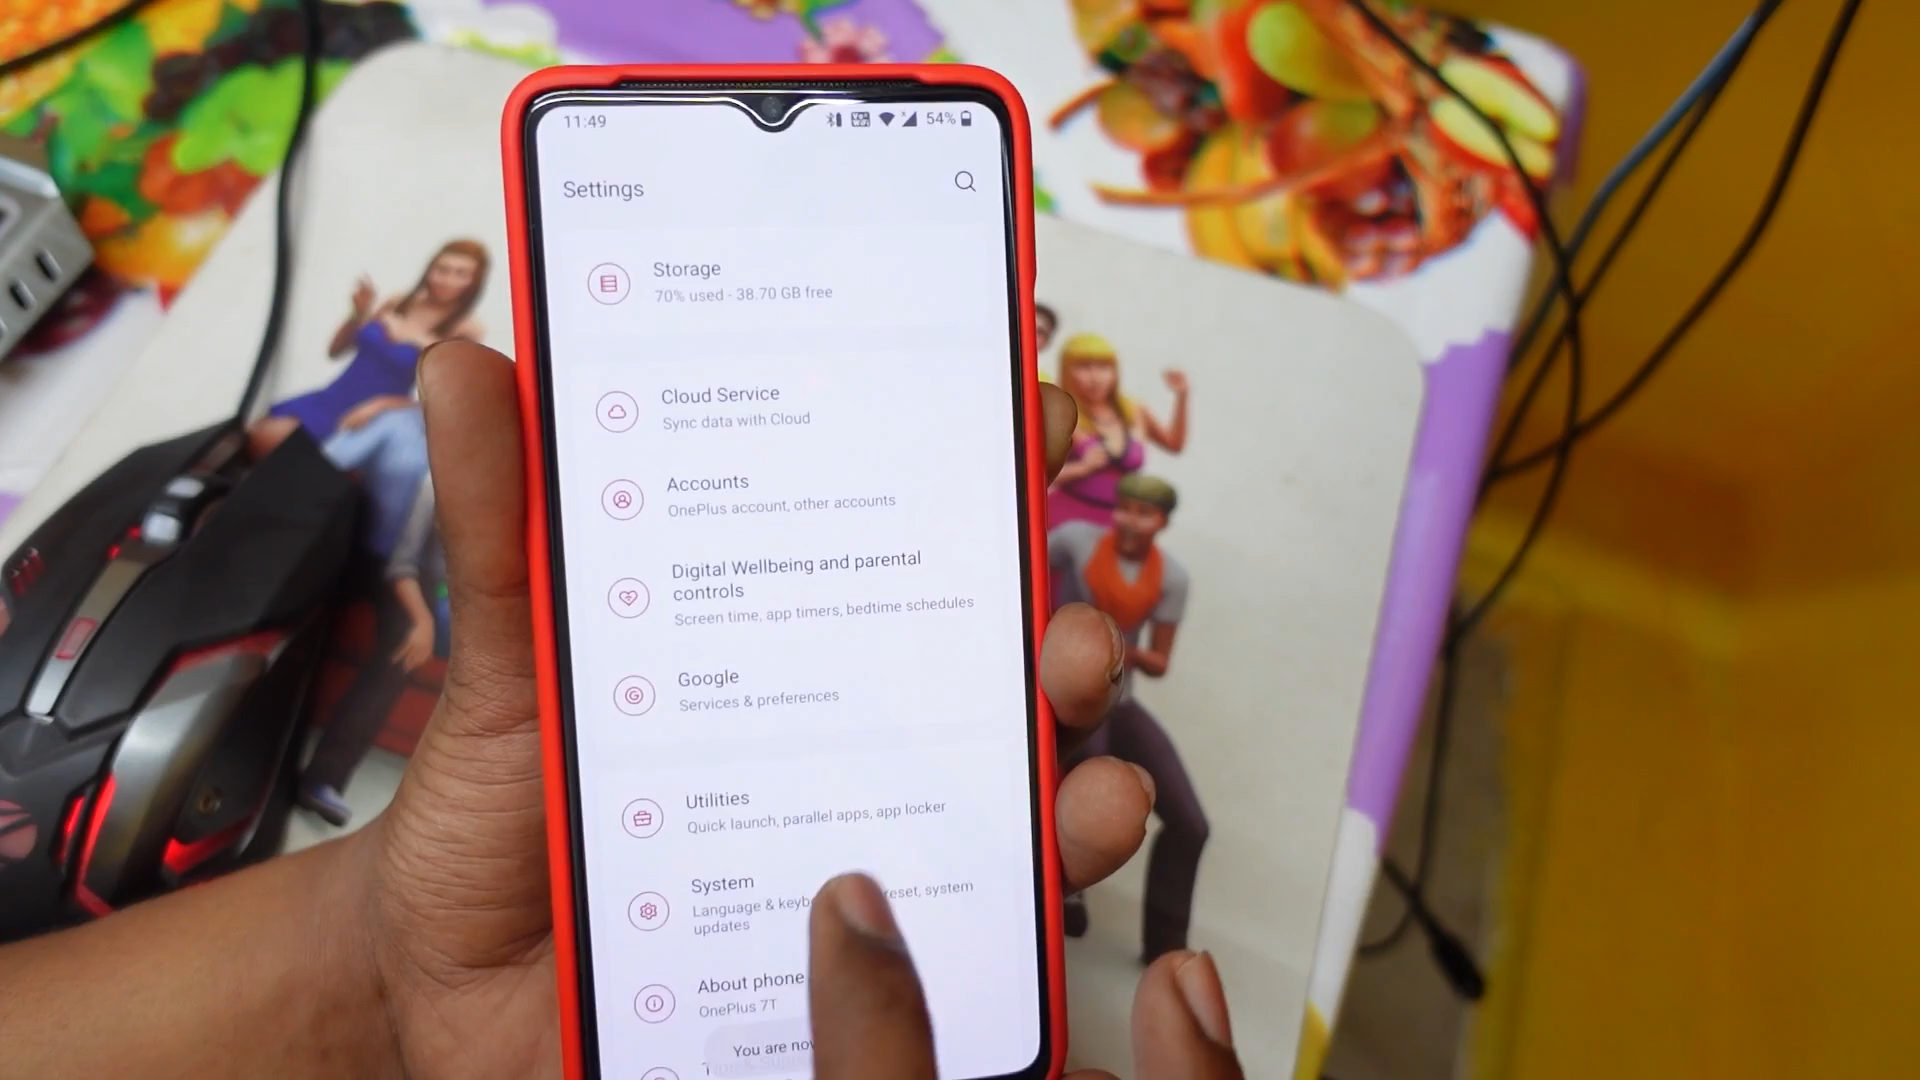 11:49
54%
Settings
Storage
70% used - 38.70 GB free
Cloud Service
Sync data with Cloud
Accounts
OnePlus account, other accounts
Digital Wellbeing and parental
controls
Screen time, app timers, bedtime schedules
Google
Services & preferences
Utilities
Quick launch, parallel apps, app locker
System
Language & keyb eset, system
updates
About phone
OnePlus 7T
You are now